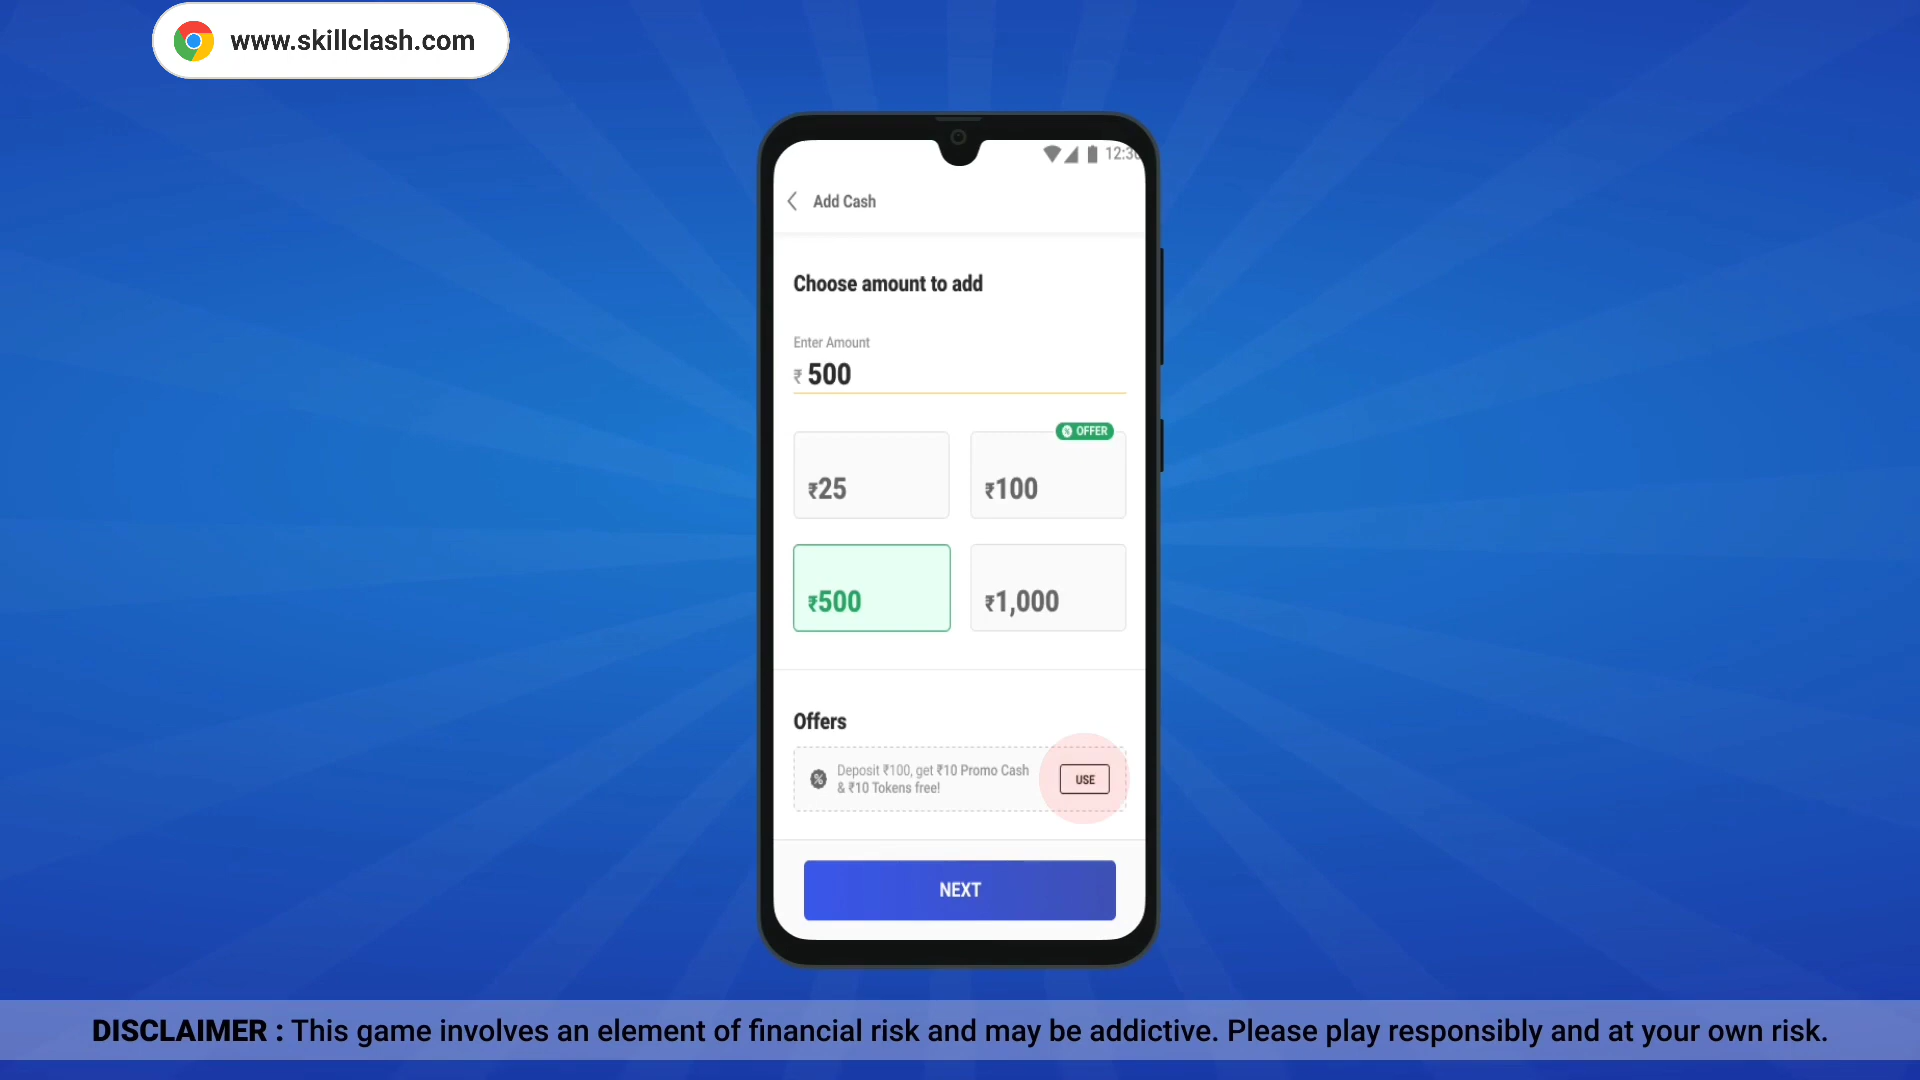 www.skillclash.com
Add Cash
Choose amount to add
Enter Amount
₹ 500
OFFER
₹25
₹100
₹500
₹1,000
Offers
Deposit ₹100, get ₹10 Promo Cash
& ₹10 Tokens free!
USE
NEXT
DISCLAIMER : This game involves an element of financial risk and may be addictive. Please play responsibly and at your own risk.